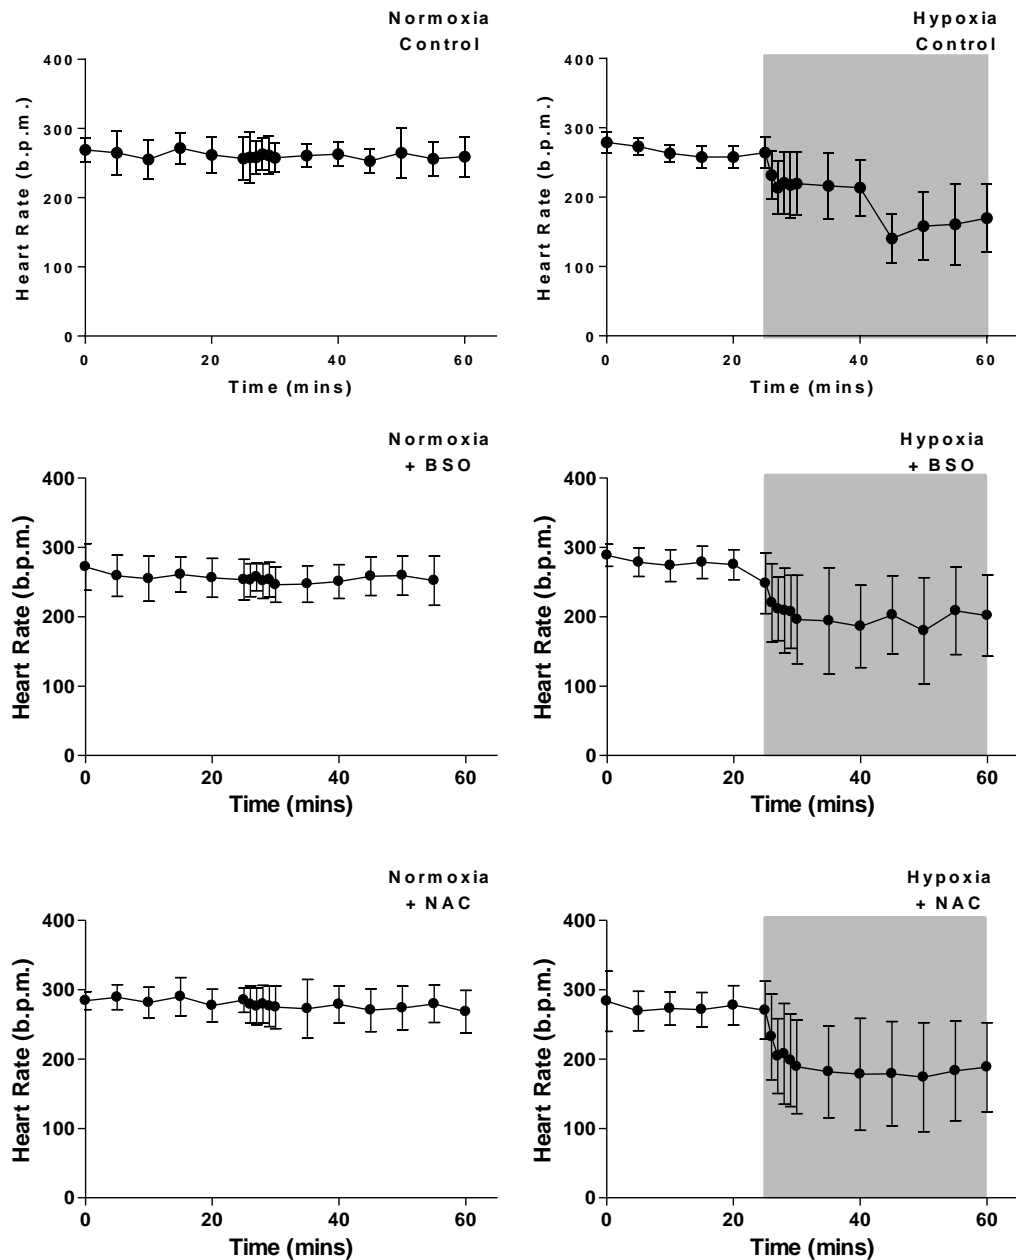 Normoxia
Control
400
300
200
100
0
Heart Rate (b.p.m.)
0 20 40 60
Time (mins)
Hypoxia
Control
400
300
200
100
0
Heart Rate (b.p.m.)
0 20 40 60
Time (mins)
Normoxia
+ BSO
400
300
200
100
0
Heart Rate (b.p.m.)
0 20 40 60
Time (mins)
Hypoxia
+ BSO
400
300
200
100
0
Heart Rate (b.p.m.)
0 20 40 60
Time (mins)
Normoxia
+ NAC
400
300
200
100
0
Heart Rate (b.p.m.)
0 20 40 60
Time (mins)
Hypoxia
+ NAC
400
300
200
100
0
Heart Rate (b.p.m.)
0 20 40 60
Time (mins)